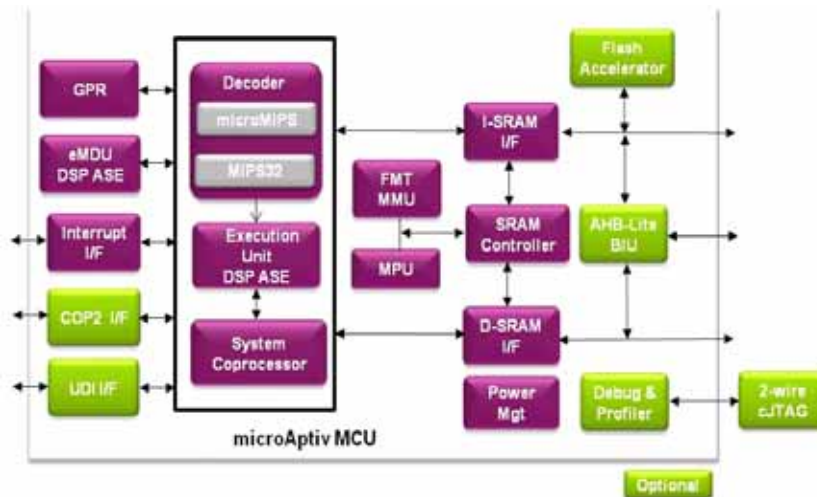 Flash
Accelerator
GPR
Decoder
microMIPS
MIPS32
eMDU
DSP ASE
I-SRAM
I/F
FMT
MMU
Interrupt
I/F
Execution
Unit
DSP ASE
SRAM
Controller
AHB-Lite
BIU
MPU
COP2 I/F
System
Coprocessor
D-SRAM
I/F
UDI I/F
Power
Mgt
Debug &
Profiler
2-wire
cJTAG
microAptiv MCU
Optional